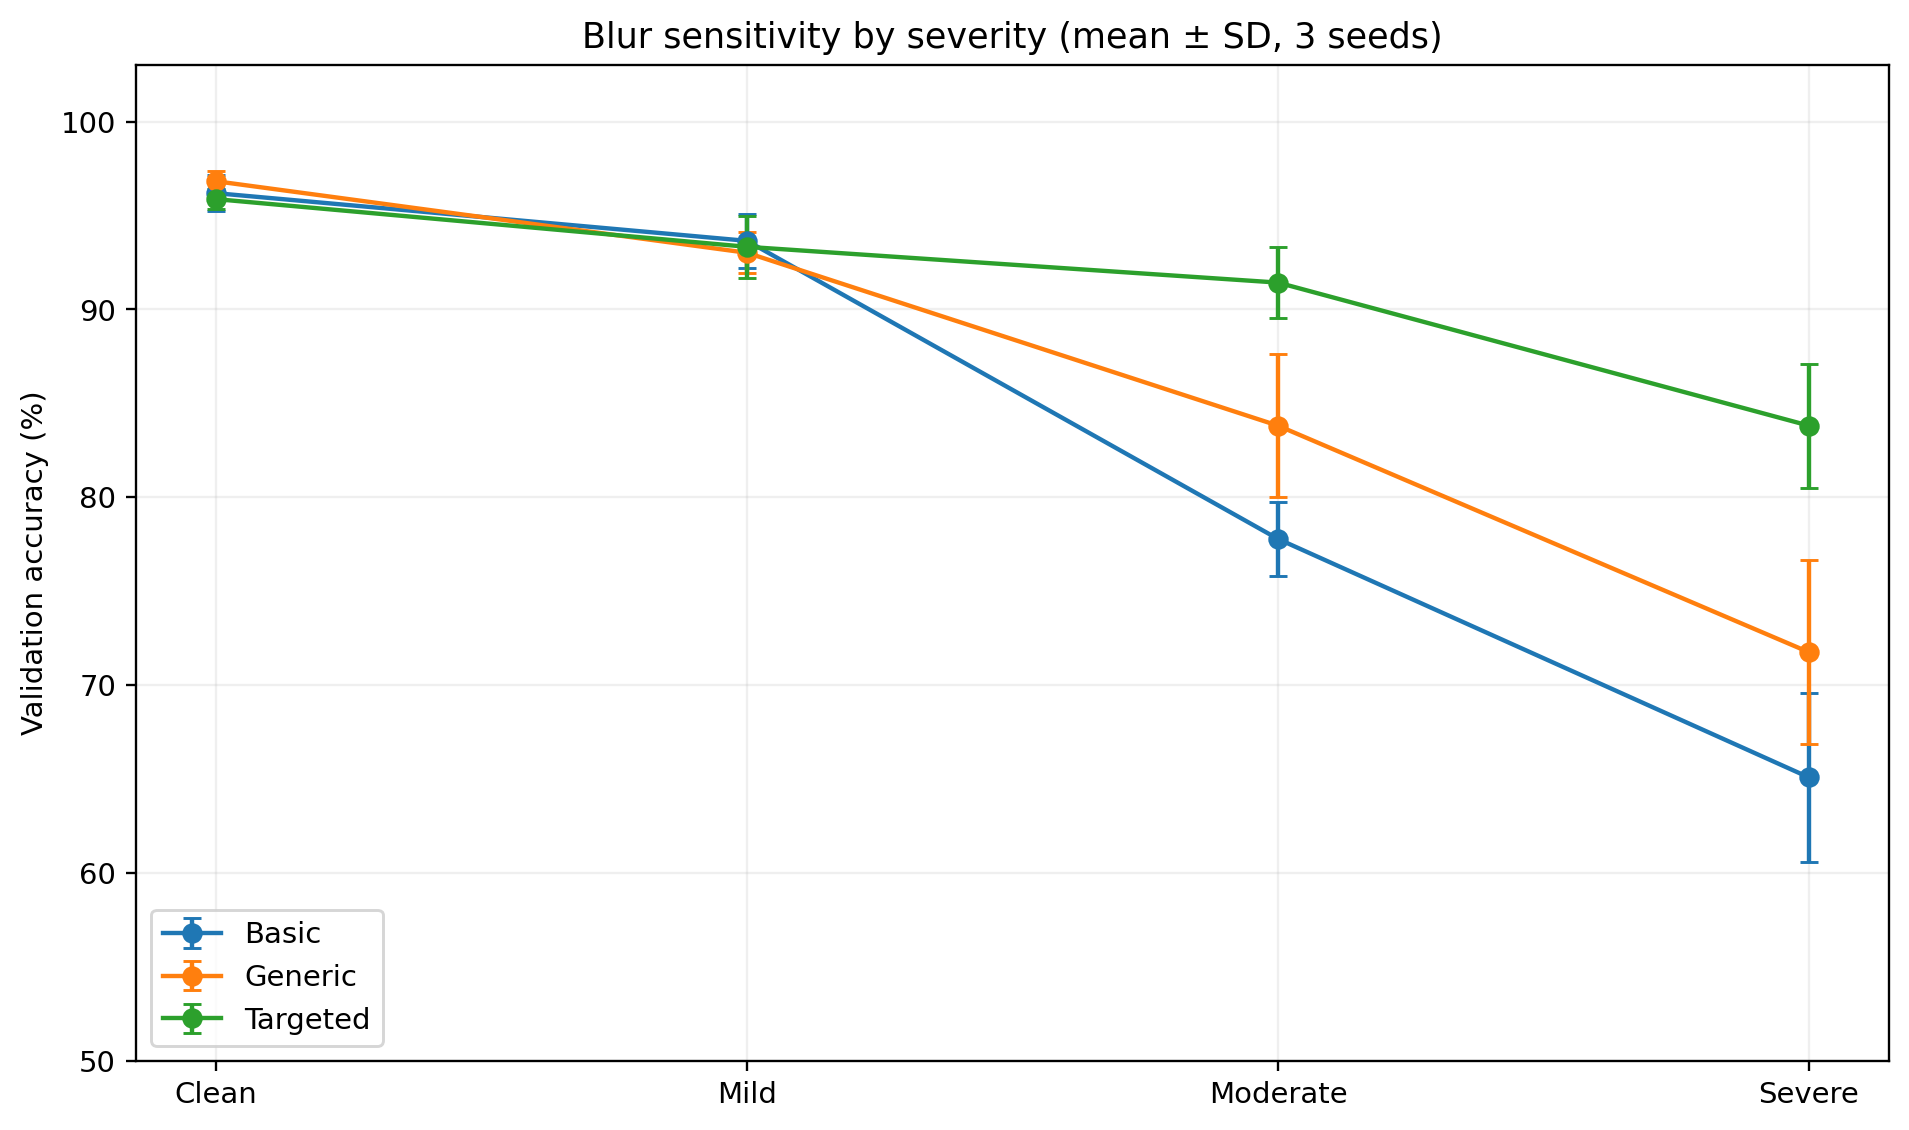 Blur sensitivity by severity (mean ± SD, 3 seeds)
Validation accuracy (%)
100
90
80
70
60
50
Basic
Generic
Targeted
Clean
Mild
Moderate
Severe